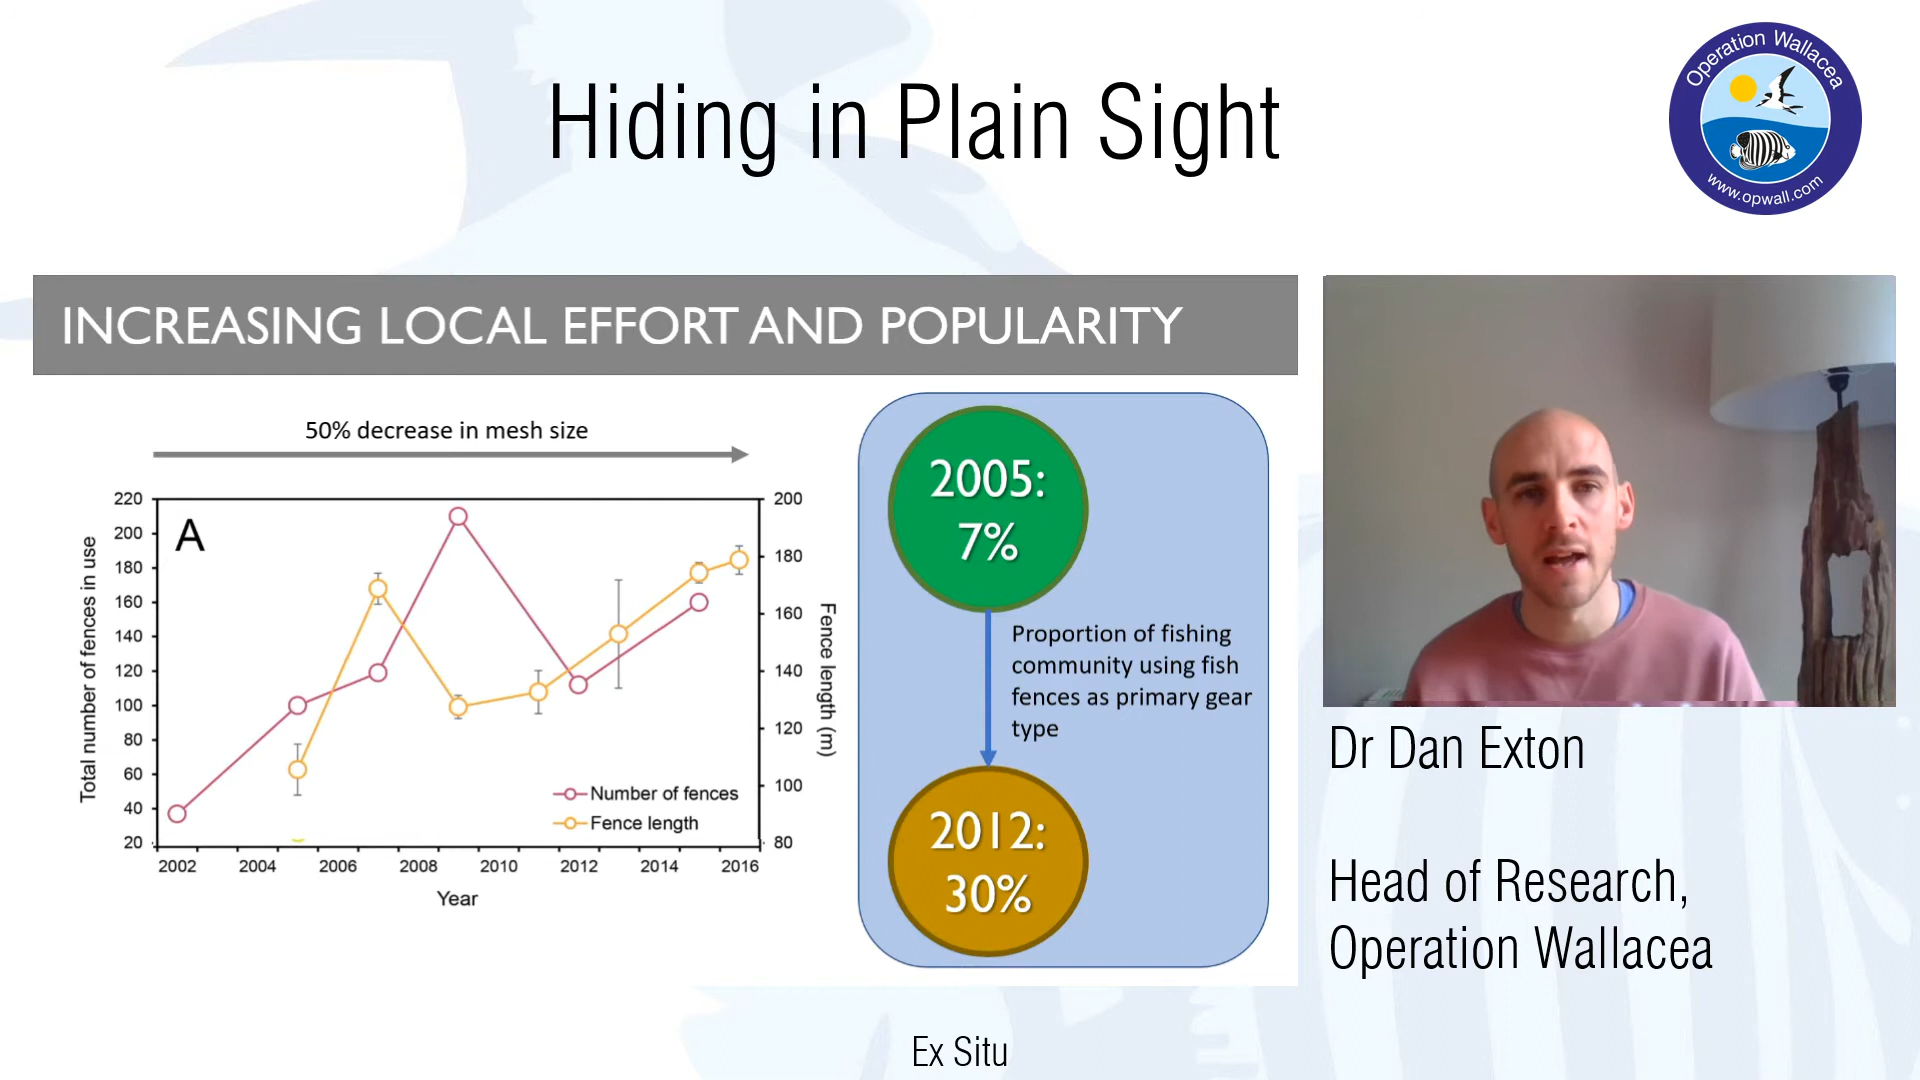 Hiding in Plain Sight
Operation Wallacea
www.opwall.com
INCREASING LOCAL EFFORT AND POPULARITY
50% decrease in mesh size
A
Total number of fences in use
220
200
180
160
140
120
100
80
60
40
20
200
180
160
140
120
100
80
Fence length (m)
Number of fences
Fence length
2002 2004 2006 2008 2010 2012 2014 2016
Year
2005:
7%
Proportion of fishing
community using fish
fences as primary gear
type
2012:
30%
Dr Dan Exton
Head of Research,
Operation Wallacea
Ex Situ